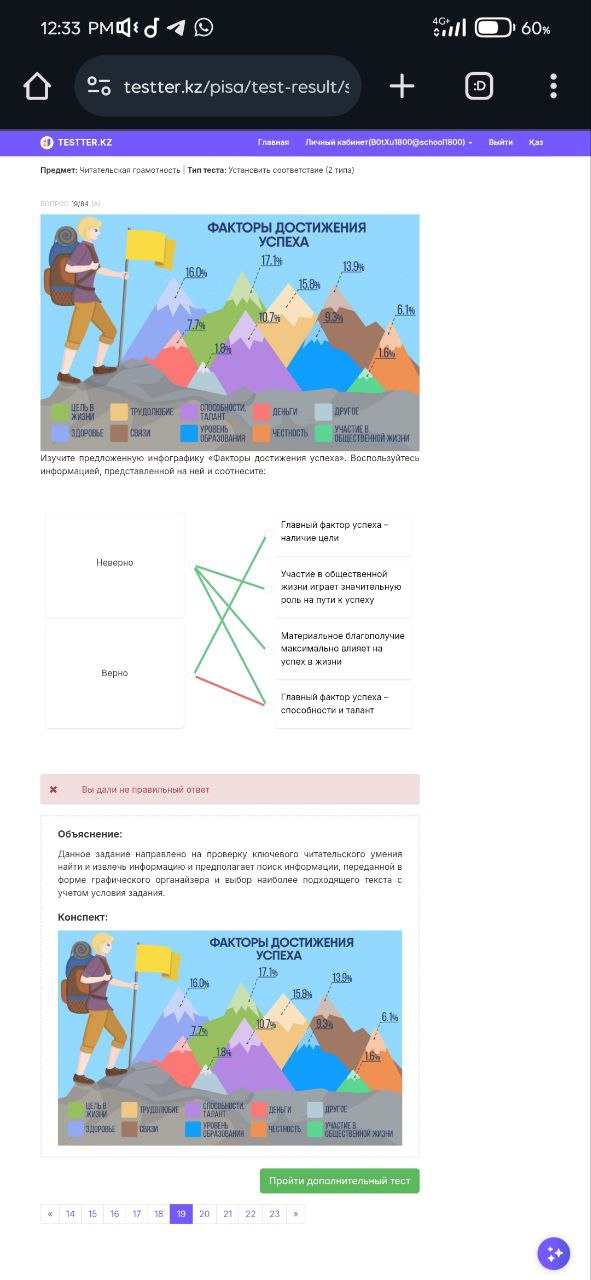 12:33 PM
4G+
60%
testter.kz/pisa/test-result/s
:D
TESTTER.KZ
Главная
Личный кабинет(B0tXu1800@school1800)
Выйти
Қаз
Предмет: Читательская грамотность | Тип теста: Установить соответствие (2 типа)
ВОПРОС 19/84 (A)
ФАКТОРЫ ДОСТИЖЕНИЯ
УСПЕХА
16.0%
17.1%
15.8%
13.9%
7.7%
1.8%
10.7%
9.3%
6.1%
1.6%
ЦЕЛЬ В
ЖИЗНИ
ТРУДОЛЮБИЕ
СПОСОБНОСТИ,
ТАЛАНТ
ДЕНЬГИ
ДРУГОЕ
ЗДОРОВЬЕ
СВЯЗИ
УРОВЕНЬ
ОБРАЗОВАНИЯ
ЧЕСТНОСТЬ
УЧАСТИЕ В
ОБЩЕСТВЕННОЙ ЖИЗНИ
Изучите предложенную инфографику «Факторы достижения успеха». Воспользуйтесь
информацией, представленной на ней и соотнесите:
Неверно
Верно
Главный фактор успеха –
наличие цели
Участие в общественной
жизни играет значительную
роль на пути к успеху
Материальное благополучие
максимально влияет на
успех в жизни
Главный фактор успеха –
способности и талант
Вы дали не правильный ответ
Объяснение:
Данное задание направлено на проверку ключевого читательского умения
найти и извлечь информацию и предполагает поиск информации, переданной в
форме графического органайзера и выбор наиболее подходящего текста с
учетом условия задания.
Конспект:
ФАКТОРЫ ДОСТИЖЕНИЯ
УСПЕХА
16.0%
17.1%
15.8%
13.9%
7.7%
1.8%
10.7%
9.3%
6.1%
1.6%
ЦЕЛЬ В
ЖИЗНИ
ТРУДОЛЮБИЕ
СПОСОБНОСТИ,
ТАЛАНТ
ДЕНЬГИ
ДРУГОЕ
ЗДОРОВЬЕ
СВЯЗИ
УРОВЕНЬ
ОБРАЗОВАНИЯ
ЧЕСТНОСТЬ
УЧАСТИЕ В
ОБЩЕСТВЕННОЙ ЖИЗНИ
Пройти дополнительный тест
« 14 15 16 17 18 19 20 21 22 23 »